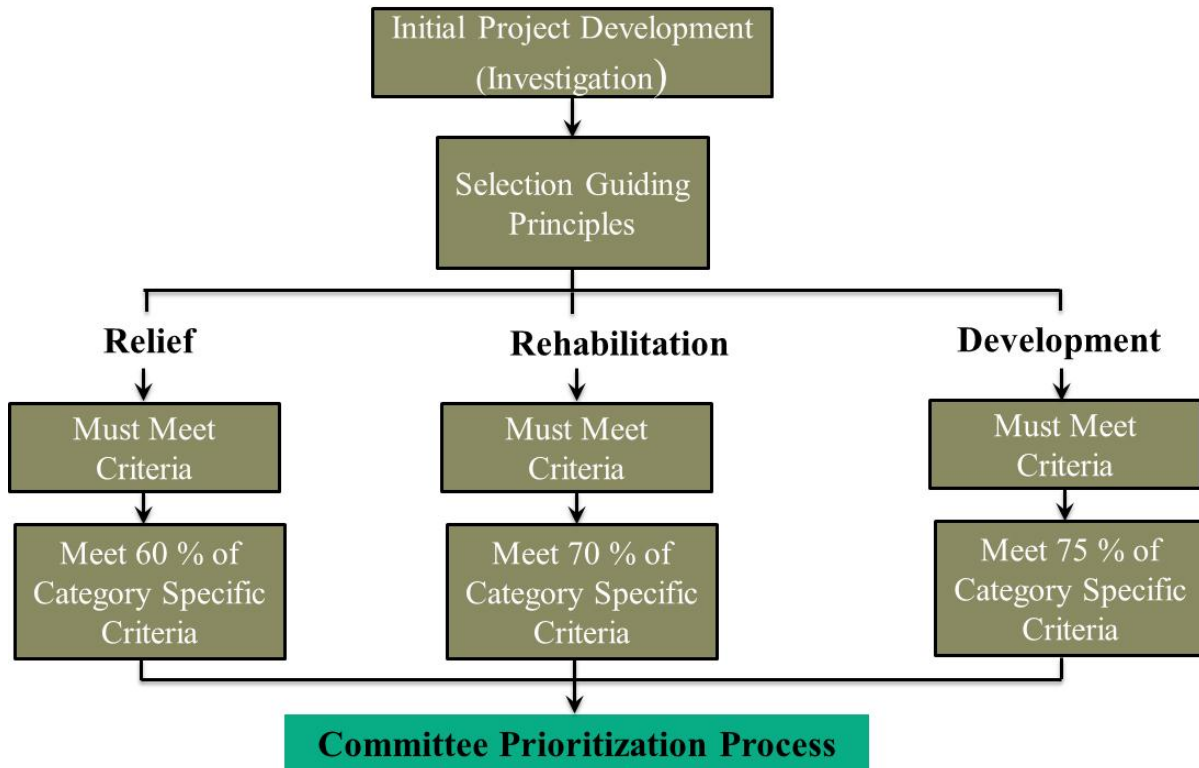 Initial Project Development
(Investigation)
Selection Guiding
Principles
Relief
Rehabilitation
Development
Must Meet
Criteria
Must Meet
Criteria
Must Meet
Criteria
Meet 60 % of
Category Specific
Criteria
Meet 70 % of
Category Specific
Criteria
Meet 75 % of
Category Specific
Criteria
Committee Prioritization Process